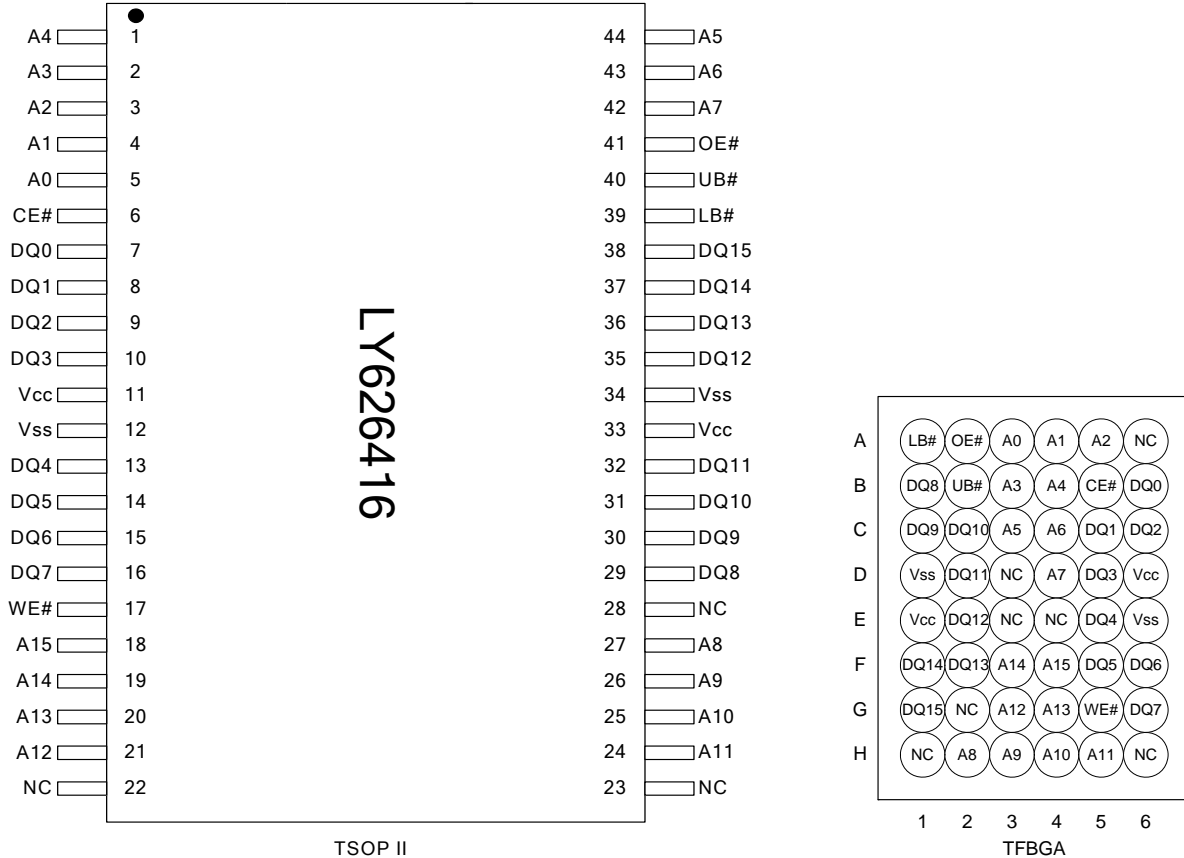 A4 1 44 A5
A3 2 43 A6
A2 3 42 A7
A1 4 41 OE#
A0 5 40 UB#
CE# 6 39 LB#
DQ0 7 38 DQ15
DQ1 8 37 DQ14
DQ2 9 36 DQ13
DQ3 10 35 DQ12
Vcc 11 34 Vss
Vss 12 33 Vcc
DQ4 13 32 DQ11
DQ5 14 31 DQ10
DQ6 15 30 DQ9
DQ7 16 29 DQ8
WE# 17 28 NC
A15 18 27 A8
A14 19 26 A9
A13 20 25 A10
A12 21 24 A11
NC 22 23 NC
LY626416
TSOP II
A LB# OE# A0 A1 A2 NC
B DQ8 UB# A3 A4 CE# DQ0
C DQ9 DQ10 A5 A6 DQ1 DQ2
D Vss DQ11 NC A7 DQ3 Vcc
E Vcc DQ12 NC NC DQ4 Vss
F DQ14 DQ13 A14 A15 DQ5 DQ6
G DQ15 NC A12 A13 WE# DQ7
H NC A8 A9 A10 A11 NC
1 2 3 4 5 6
TFBGA